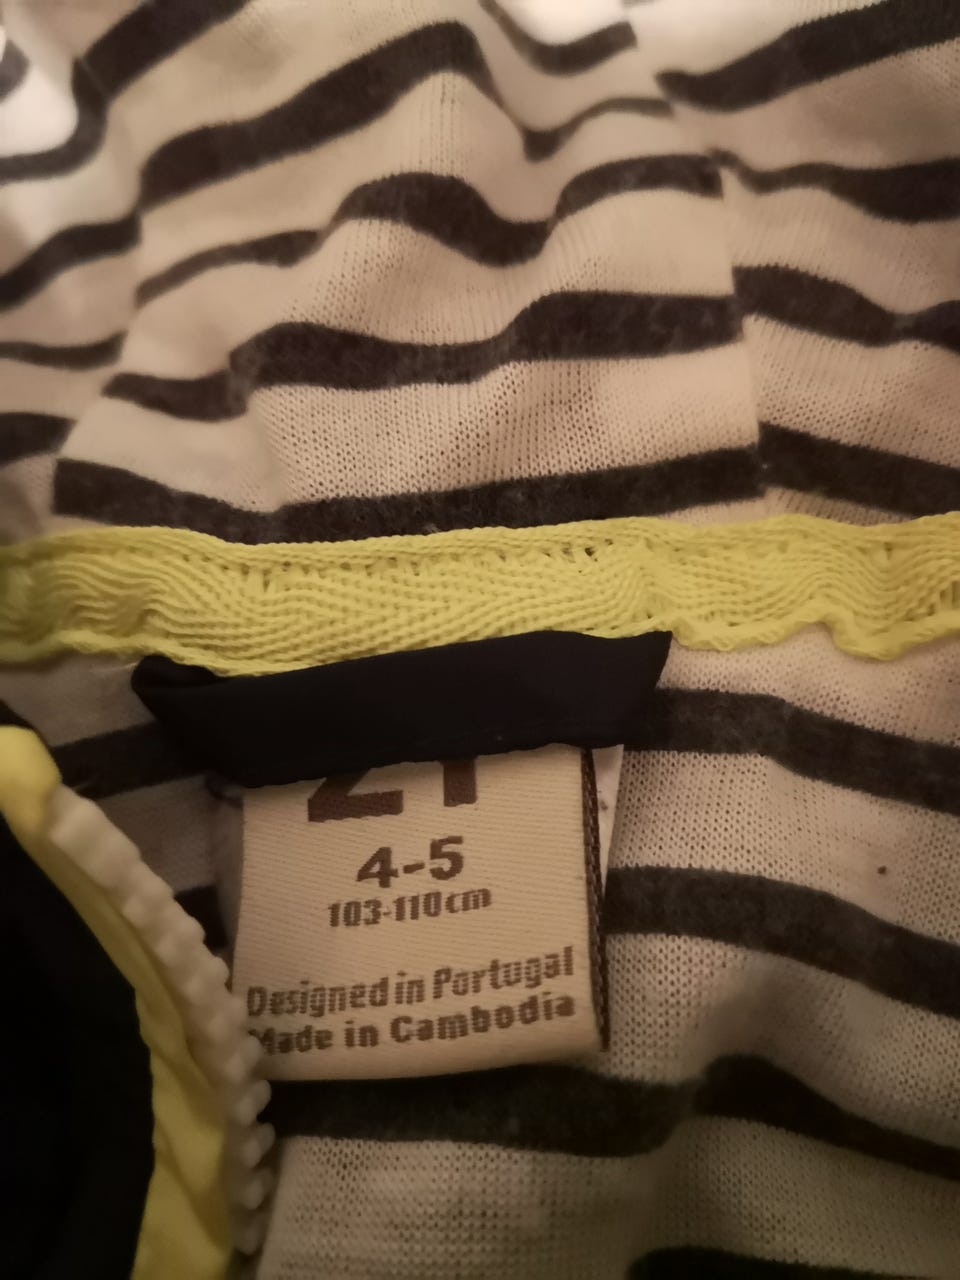 4-5
103-110cm
Designed in Portugal
Made in Cambodia